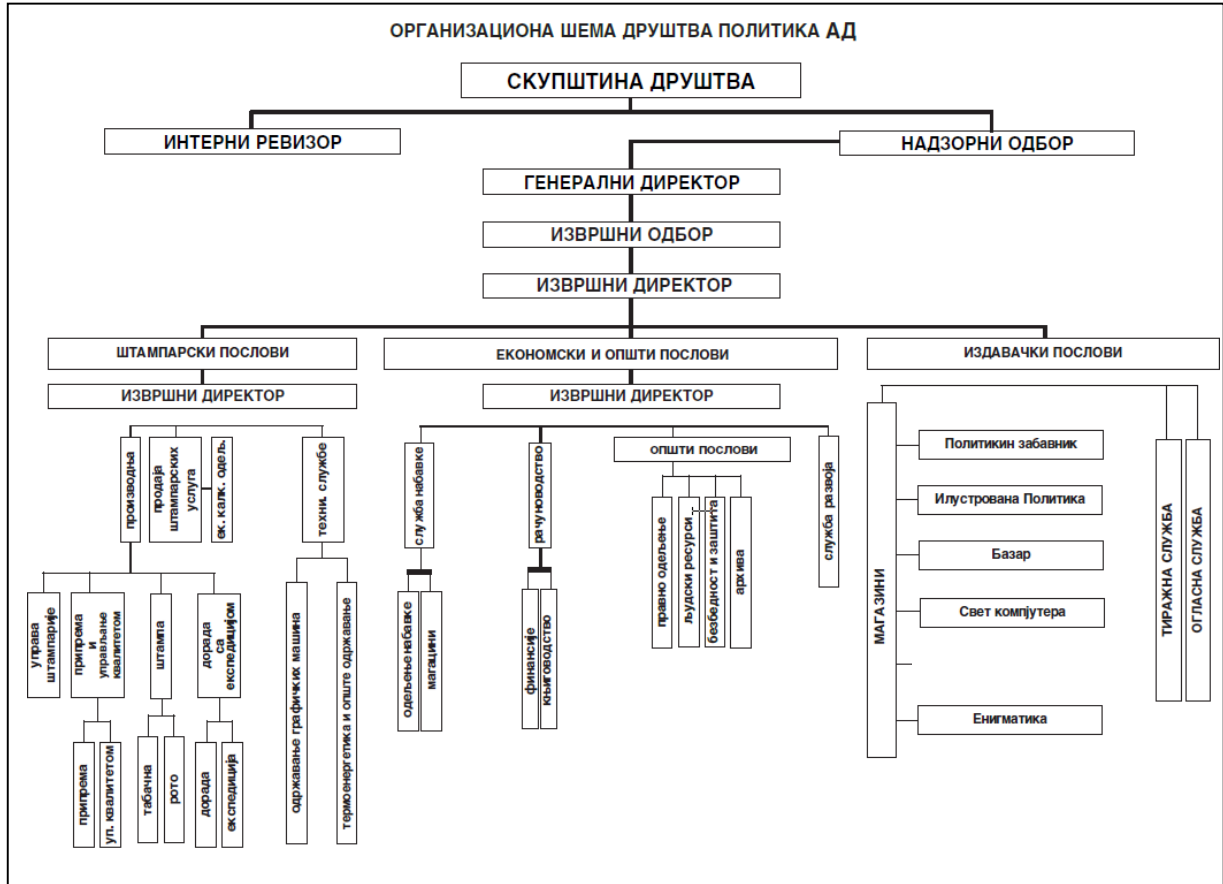 ОРГАНИЗАЦИОНА ШЕМА ДРУШТВА ПОЛИТИКА АД
СКУПШТИНА ДРУШТВА
ИНТЕРНИ РЕВИЗОР
НАДЗОРНИ ОДБОР
ГЕНЕРАЛНИ ДИРЕКТОР
ИЗВРШНИ ОДБОР
ИЗВРШНИ ДИРЕКТОР
ШТАМПАРСКИ ПОСЛОВИ
ЕКОНОМСКИ И ОПШТИ ПОСЛОВИ
ИЗДАВАЧКИ ПОСЛОВИ
ИЗВРШНИ ДИРЕКТОР
ИЗВРШНИ ДИРЕКТОР
производња
продаја
штампарских
услуга
ек. калк. одељ.
техни. службе
управа
штампарије
припрема
и
управљање
квалитетом
штампа
дорада
са
експедицијом
припрема
уп. квалитетом
табачна
рото
дорада
експедиција
одржавање графичких машина
термоенергетика и опште одржавање
служба набавке
рачуноводство
ОПШТИ ПОСЛОВИ
служба развоја
одељење набавке
магацини
финансије
књиговодство
правно одељење
људски ресурси
безбедност и заштита
архива
МАГАЗИНИ
Политикин забавник
Илустрована Политика
Базар
Свет компјутера
Енигматика
ТИРАЖНА СЛУЖБА
ОГЛАСНА СЛУЖБА